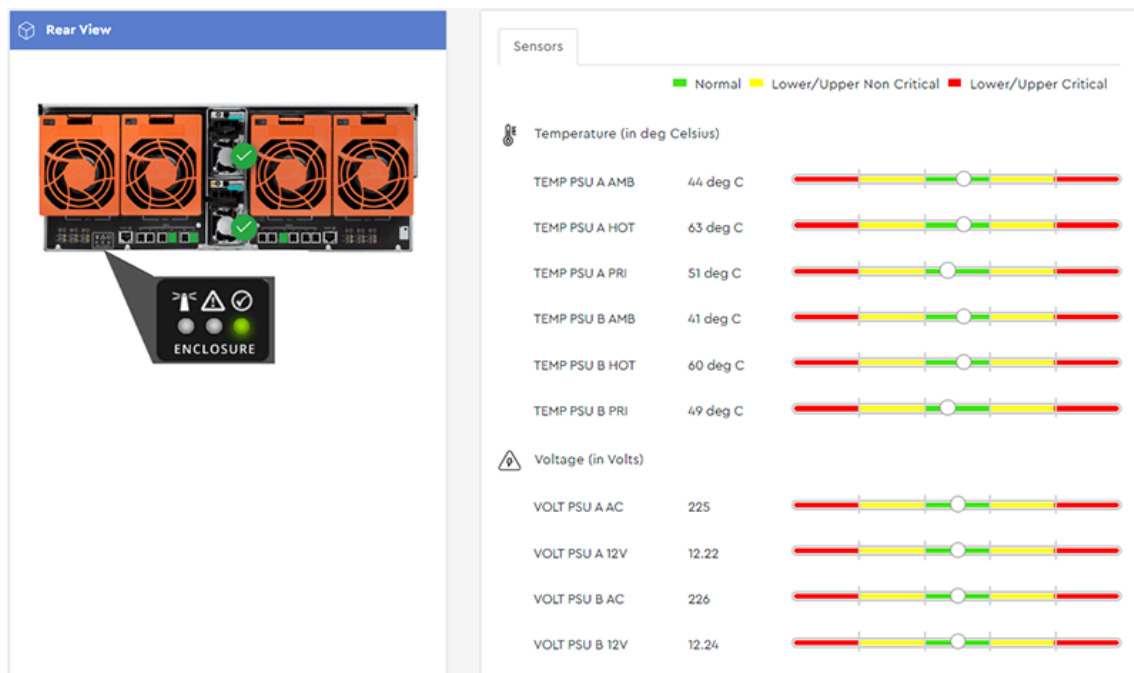 Rear View
ENCLOSURE
Sensors
Normal Lower/Upper Non Critical Lower/Upper Critical
Temperature (in deg Celsius)
TEMP PSU A AMB 44 deg C
TEMP PSU A HOT 63 deg C
TEMP PSU A PRI 51 deg C
TEMP PSU B AMB 41 deg C
TEMP PSU B HOT 60 deg C
TEMP PSU B PRI 49 deg C
Voltage (in Volts)
VOLT PSU A AC 225
VOLT PSU A 12V 12.22
VOLT PSU B AC 226
VOLT PSU B 12V 12.24